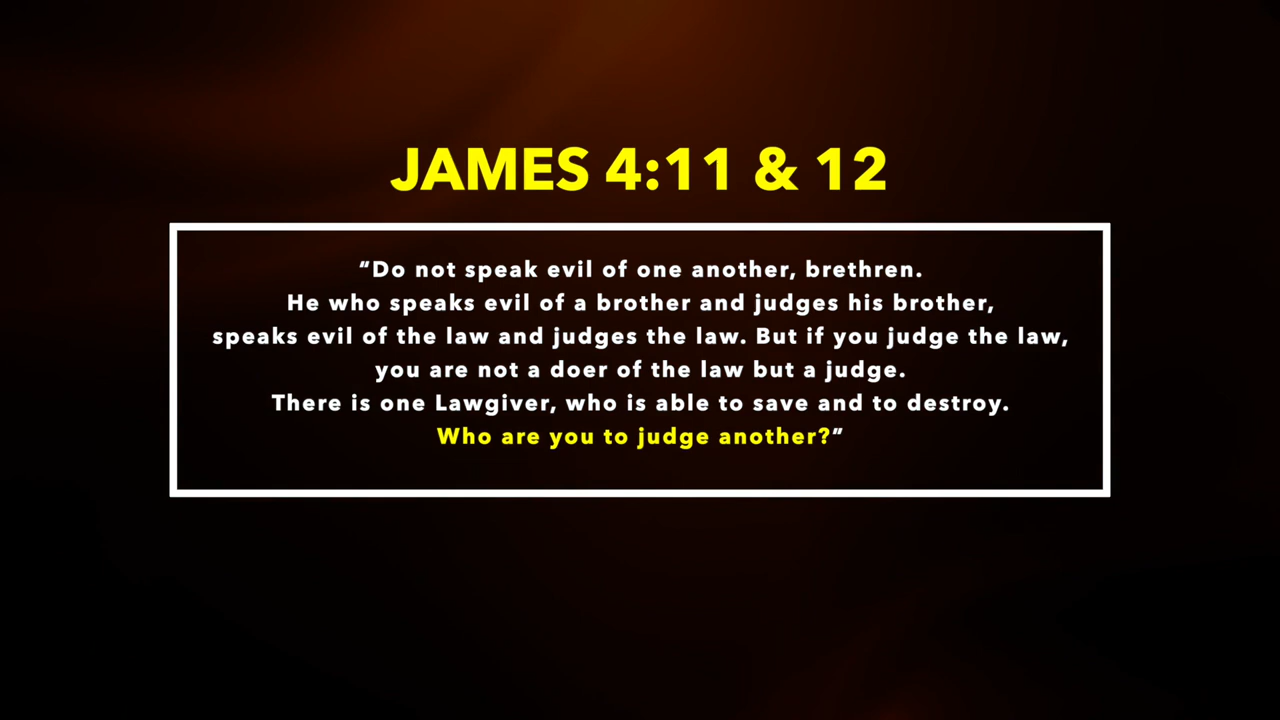 JAMES 4:11 & 12
“Do not speak evil of one another, brethren.
He who speaks evil of a brother and judges his brother,
speaks evil of the law and judges the law. But if you judge the law,
you are not a doer of the law but a judge.
There is one Lawgiver, who is able to save and to destroy.
Who are you to judge another?”